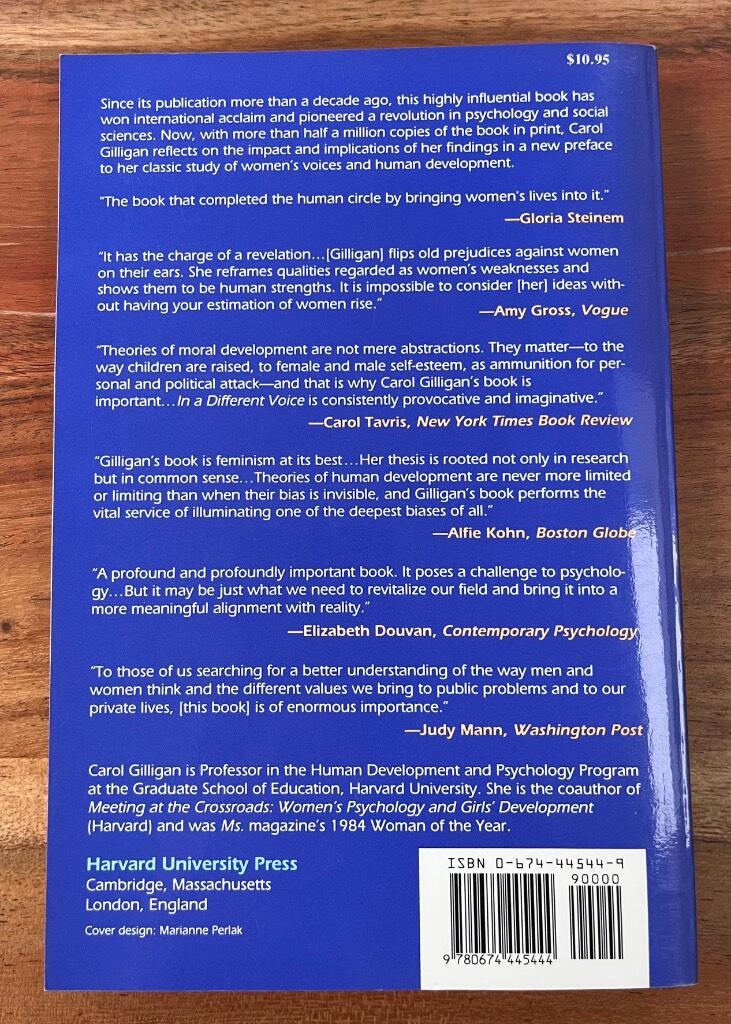 $10.95
Since its publication more than a decade ago, this highly influential book has
won international acclaim and pioneered a revolution in psychology and social
sciences. Now, with more than half a million copies of the book in print, Carol
Gilligan reflects on the impact and implications of her findings in a new preface
to her classic study of women's voices and human development.
"The book that completed the human circle by bringing women's lives into it."
—Gloria Steinem
"It has the charge of a revelation...[Gilligan] flips old prejudices against women
on their ears. She reframes qualities regarded as women's weaknesses and
shows them to be human strengths. It is impossible to consider [her] ideas with-
out having your estimation of women rise."
—Amy Gross, Vogue
"Theories of moral development are not mere abstractions. They matter—to the
way children are raised, to female and male self-esteem, as ammunition for per-
sonal and political attack—and that is why Carol Gilligan's book is
important...In a Different Voice is consistently provocative and imaginative."
—Carol Tavris, New York Times Book Review
"Gilligan's book is feminism at its best...Her thesis is rooted not only in research
but in common sense...Theories of human development are never more limited
or limiting than when their bias is invisible, and Gilligan's book performs the
vital service of illuminating one of the deepest biases of all."
—Alfie Kohn, Boston Globe
"A profound and profoundly important book. It poses a challenge to psycholo-
gy...But it may be just what we need to revitalize our field and bring it into a
more meaningful alignment with reality."
—Elizabeth Douvan, Contemporary Psychology
"To those of us searching for a better understanding of the way men and
women think and the different values we bring to public problems and to our
private lives, [this book] is of enormous importance."
—Judy Mann, Washington Post
Carol Gilligan is Professor in the Human Development and Psychology Program
at the Graduate School of Education, Harvard University. She is the coauthor of
Meeting at the Crossroads: Women's Psychology and Girls' Development
(Harvard) and was Ms. magazine's 1984 Woman of the Year.
Harvard University Press
Cambridge, Massachusetts
London, England
Cover design: Marianne Perlak
ISBN 0-674-44544-9
90000
9 780674 445444